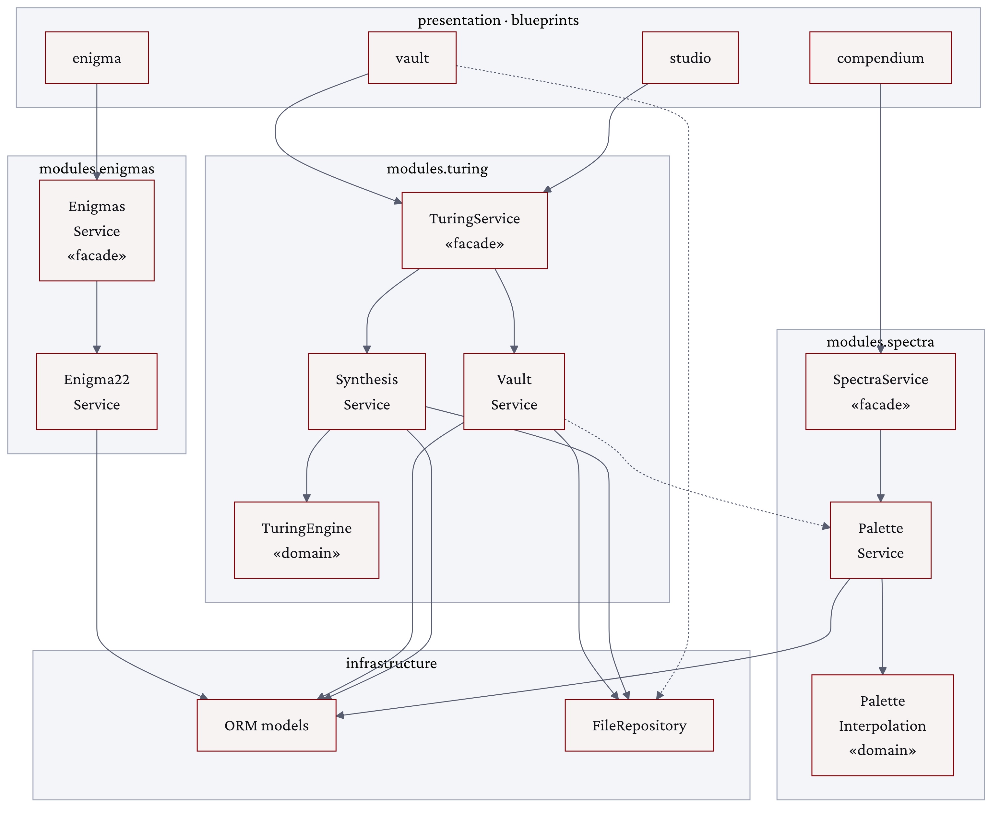 presentation · blueprints
enigma
vault
studio
compendium
modules.enigmas
Enigmas
Service
«facade»
Enigma22
Service
modules.turing
TuringService
«facade»
Synthesis
Service
Vault
Service
TuringEngine
«domain»
modules.spectra
SpectraService
«facade»
Palette
Service
Palette
Interpolation
«domain»
infrastructure
ORM models
FileRepository